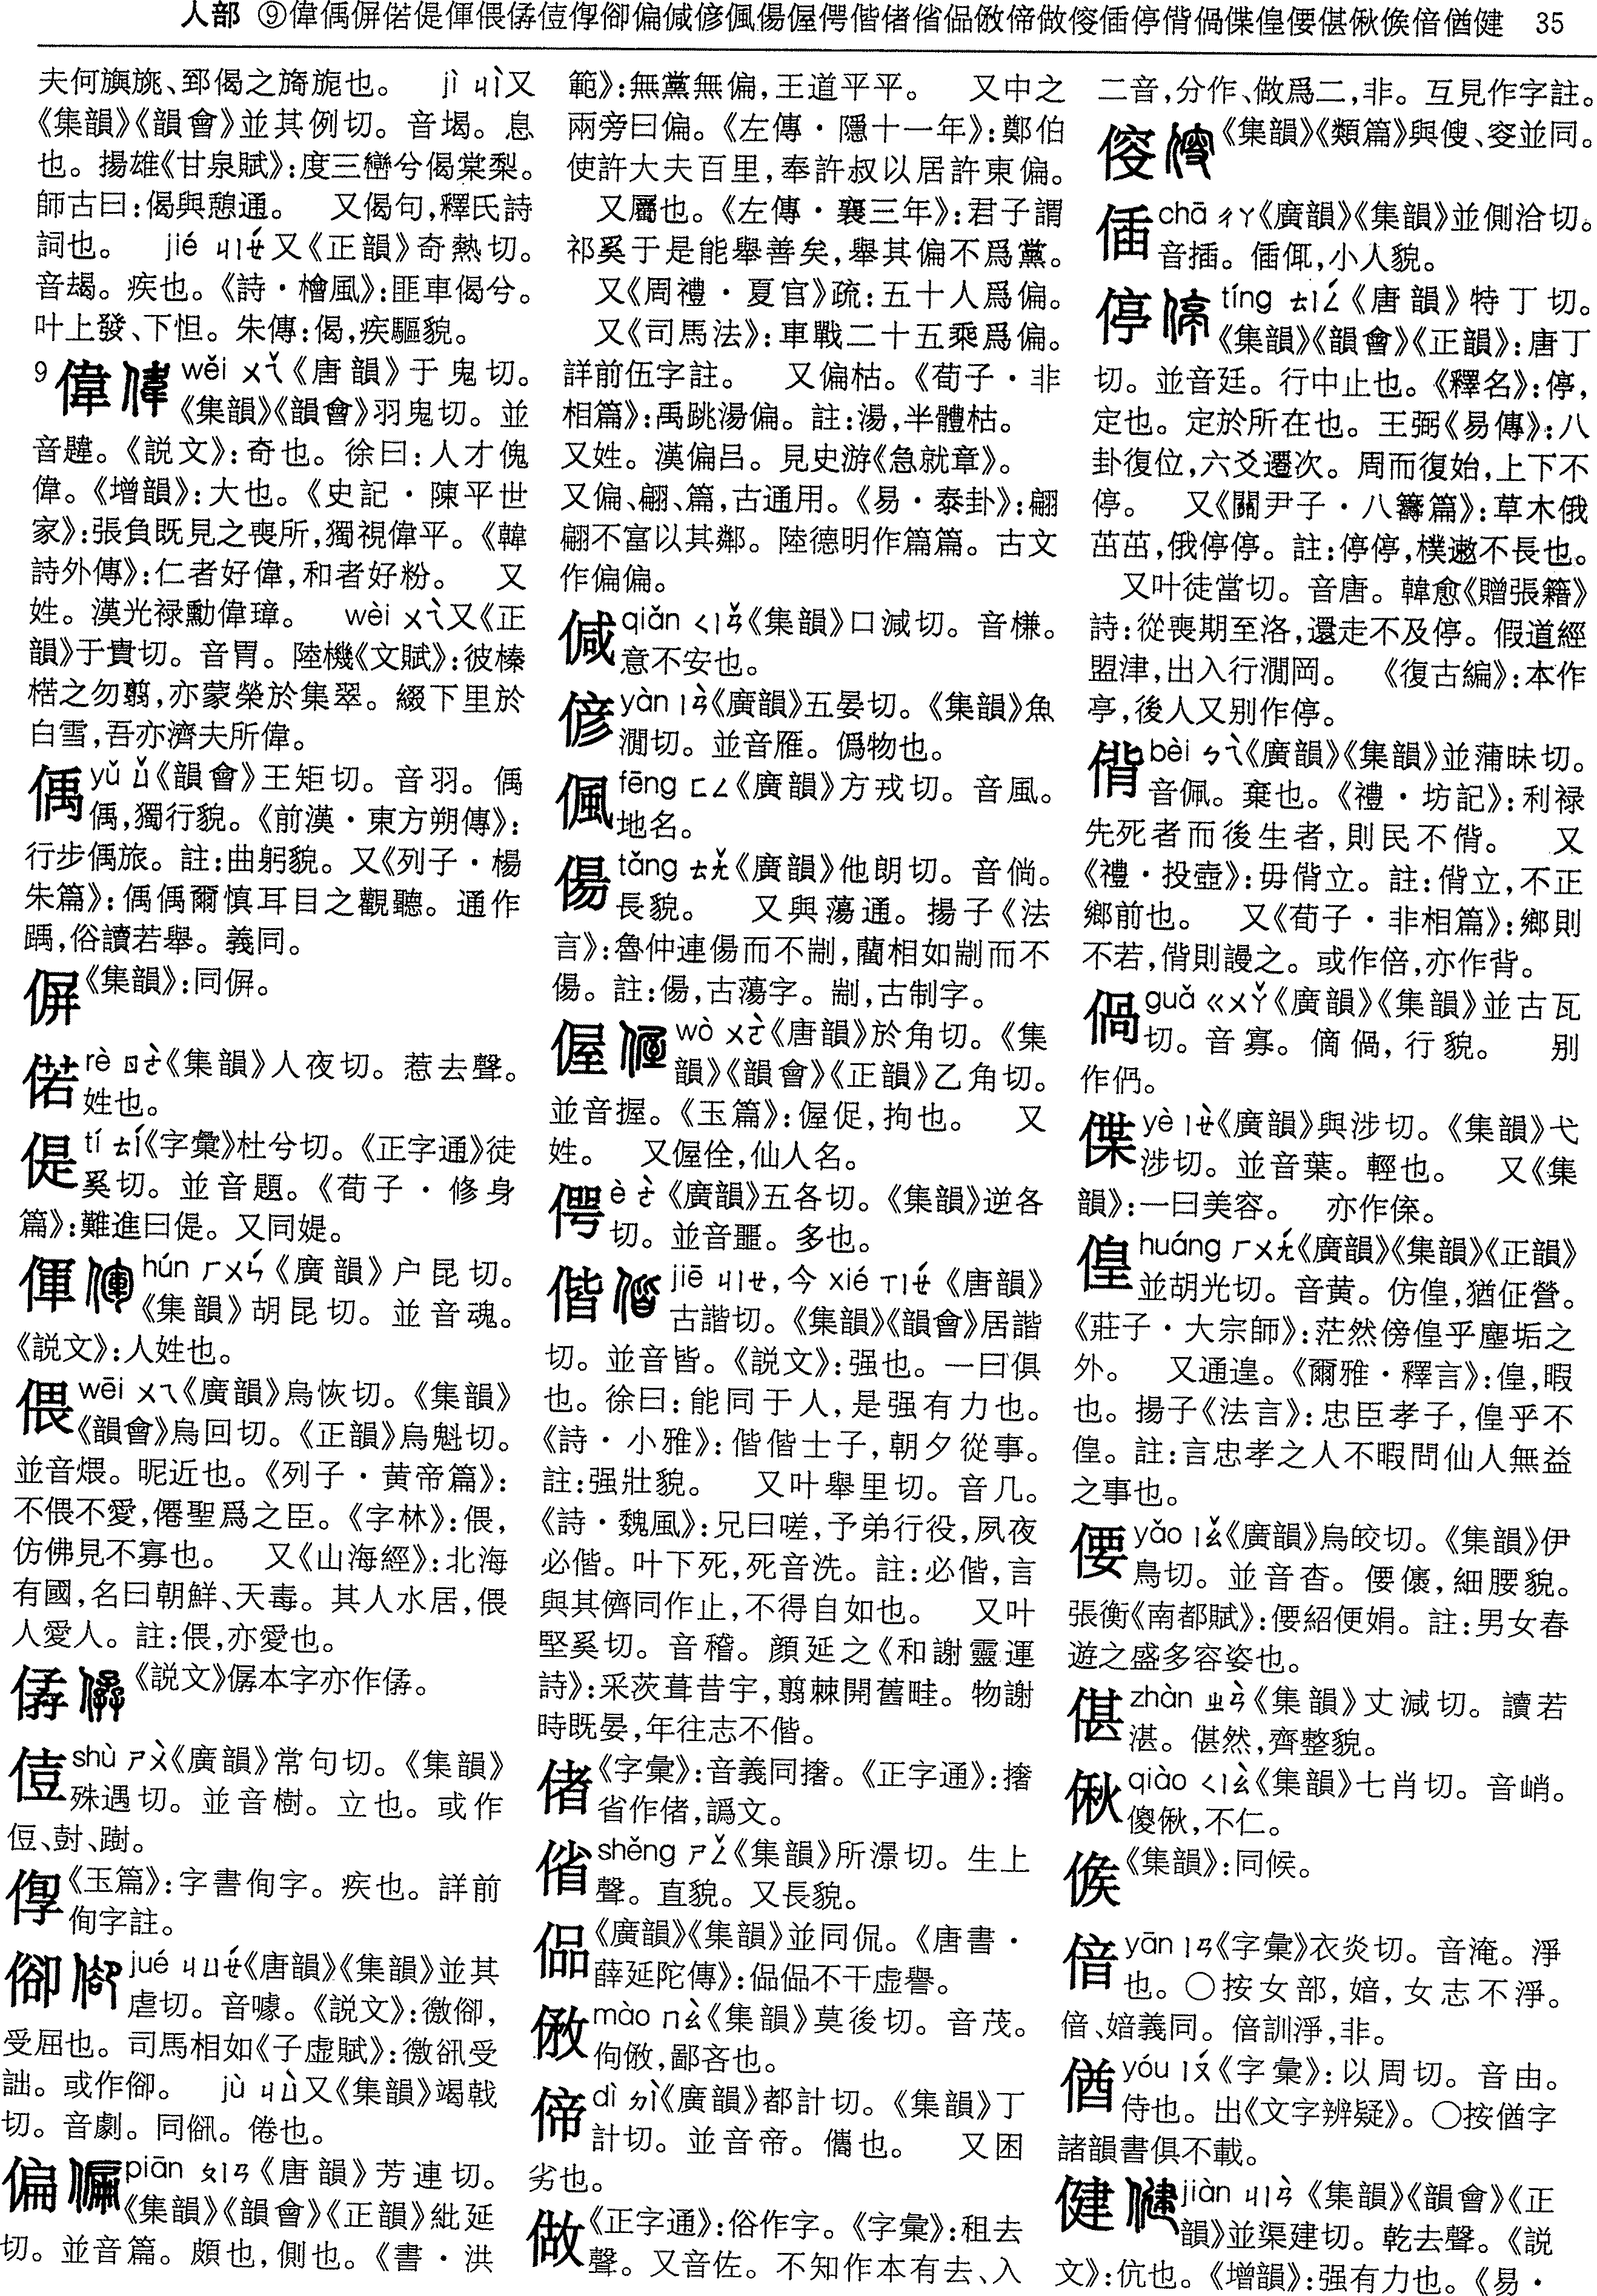 人部 ⑨偉偊偋偌偍偎偏偐偑偒偓偔偕偖偗偘偙做偛停偝偞偟偠偡偢偣偤健 35
夫何旟旐、郅偈之旖旎也。 jì ㄐㄧˋ又
《集韻》《韻會》並其例切。音堨。息
也。揚雄《甘泉賦》:度三巒兮偈棠梨。
師古曰:偈與憩通。 又偈句,釋氏詩
詞也。 jié ㄐㄧㄝˊ又《正韻》奇熱切。
音朅。疾也。《詩·檜風》:匪車偈兮。
叶上發、下怛。朱傳:偈,疾驅貌。
9 偉 wěi ㄨㄟˇ《唐韻》于鬼切。
《集韻》《韻會》羽鬼切。並
音韙。《説文》:奇也。徐曰:人才傀
偉。《增韻》:大也。《史記·陳平世
家》:張負既見之喪所,獨視偉平。《韓
詩外傳》:仁者好偉,和者好粉。 又
姓。漢光禄勳偉璋。 wèi ㄨㄟˋ又《正
韻》于貴切。音胃。陸機《文賦》:彼榛
楛之勿翦,亦蒙榮於集翠。綴下里於
白雪,吾亦濟夫所偉。
偊 yǔ ㄩˇ《韻會》王矩切。音羽。偊
偊,獨行貌。《前漢·東方朔傳》:
行步偊旅。註:曲躬貌。又《列子·楊
朱篇》:偊偊爾慎耳目之觀聽。通作
踽,俗讀若舉。義同。
偋《集韻》:同偋。
偌 rè ㄖㄜˋ《集韻》人夜切。惹去聲。
姓也。
偍 tí ㄊㄧˊ《字彙》杜兮切。《正字通》徒
奚切。並音題。《荀子·修身
篇》:難進曰偍。又同媞。
僤 hún ㄏㄨㄣˊ《廣韻》户昆切。
《集韻》胡昆切。並音魂。
《説文》:人姓也。
偎 wēi ㄨㄟ《廣韻》烏恢切。《集韻》
《韻會》烏回切。《正韻》烏魁切。
並音煨。昵近也。《列子·黄帝篇》:
不偎不愛,僊聖爲之臣。《字林》:偎,
仿佛見不寡也。 又《山海經》:北海
有國,名曰朝鮮、天毒。其人水居,偎
人愛人。註:偎,亦愛也。
《説文》僝本字亦作
shù ㄕㄨˋ《廣韻》常句切。《集韻》
殊遇切。並音樹。立也。或作
侸、尌、𧾷。
《玉篇》:字書侚字。疾也。詳前
侚字註。
jué ㄐㄩㄝˊ《唐韻》《集韻》並其
虐切。音噱。《説文》:徼,
受屈也。司馬相如《子虚賦》:徼𠊬受
詘。或作㕁。 jù ㄐㄩˋ又《集韻》竭戟
切。音劇。同。倦也。
偏 piān ㄆㄧㄢ《唐韻》芳連切。
《集韻》《韻會》《正韻》紕延
切。並音篇。頗也,側也。《書·洪
範》:無黨無偏,王道平平。 又中之
兩旁曰偏。《左傳·隱十一年》:鄭伯
使許大夫百里,奉許叔以居許東偏。
又屬也。《左傳·襄三年》:君子謂
祁奚于是能舉善矣,舉其偏不爲黨。
又《周禮·夏官》疏:五十人爲偏。
又《司馬法》:車戰二十五乘爲偏。
詳前伍字註。 又偏枯。《荀子·非
相篇》:禹跳湯偏。註:湯,半體枯。
又姓。漢偏吕。見史游《急就章》。
又偏、翩、篇,古通用。《易·泰卦》:翩
翩不富以其鄰。陸德明作篇篇。古文
作偏偏。
qiǎn ㄑㄧㄢˇ《集韻》口減切。音槏。
意不安也。
偐 yàn ㄧㄢˋ《廣韻》五晏切。《集韻》魚
澗切。並音雁。僞物也。
偑 fēng ㄈㄥ《廣韻》方戎切。音風。
地名。
偒 tǎng ㄊㄤˇ《廣韻》他朗切。音倘。
長貌。 又與蕩通。揚子《法
言》:魯仲連偒而不剬,藺相如剬而不
偒。註:偒,古蕩字。剬,古制字。
偓 wò ㄨㄛˋ《唐韻》於角切。《集
韻》《韻會》《正韻》乙角切。
並音握。《玉篇》:偓促,拘也。 又
姓。 又偓佺,仙人名。
偔 è ㄜˋ《廣韻》五各切。《集韻》逆各
切。並音噩。多也。
偕 jiē ㄐㄧㄝ,今 xié ㄒㄧㄝˊ《唐韻》
古諧切。《集韻》《韻會》居諧
切。並音皆。《説文》:强也。一曰俱
也。徐曰:能同于人,是强有力也。
《詩·小雅》:偕偕士子,朝夕從事。
註:强壯貌。 又叶舉里切。音几。
《詩·魏風》:兄曰嗟,予弟行役,夙夜
必偕。叶下死,死音洗。註:必偕,言
與其儕同作止,不得自如也。 又叶
堅奚切。音稽。顔延之《和謝靈運
詩》:采茨葺昔宇,翦棘開舊畦。物謝
時既晏,年往志不偕。
偖《字彙》:音義同撦。《正字通》:撦
省作偖,譌文。
偗 shěng ㄕㄥˇ《集韻》所澋切。生上
聲。直貌。又長貌。
偘《廣韻》《集韻》並同侃。《唐書·
薛延陀傳》:偘偘不干虚譽。
mào ㄇㄠˋ《集韻》莫後切。音茂。
佝㑃,鄙吝也。
偙 dì ㄉㄧˋ《廣韻》都計切。《集韻》丁
計切。並音帝。儶也。 又困
劣也。
做《正字通》:俗作字。《字彙》:租去
聲。又音佐。不知作本有去、入
二音,分作、做爲二,非。互見作字註。
《集韻》《類篇》與傁、叜並同。
偛 chā ㄔㄚ《廣韻》《集韻》並側洽切。
音插。偛佴,小人貌。
停 tíng ㄊㄧㄥˊ《唐韻》特丁切。
《集韻》《韻會》《正韻》:唐丁
切。並音廷。行中止也。《釋名》:停,
定也。定於所在也。王弼《易傳》:八
卦復位,六爻遷次。周而復始,上下不
停。 又《關尹子·八籌篇》:草木俄
茁茁,俄停停。註:停停,樸遬不長也。
又叶徒當切。音唐。韓愈《贈張籍》
詩:從喪期至洛,還走不及停。假道經
盟津,出入行澗岡。 《復古編》:本作
亭,後人又别作停。
偝 bèi ㄅㄟˋ《廣韻》《集韻》並蒲昧切。
音佩。棄也。《禮·坊記》:利禄
先死者而後生者,則民不偝。 又
《禮·投壺》:毋偝立。註:偝立,不正
鄉前也。 又《荀子·非相篇》:鄉則
不若,偝則謾之。或作倍,亦作背。
guǎ ㄍㄨㄚˇ《廣韻》《集韻》並古瓦
切。音寡。㒀㗻,行貌。 别
作㑂。
偞 yè ㄧㄝˋ《廣韻》與涉切。《集韻》弋
涉切。並音葉。輕也。 又《集
韻》:一曰美容。 亦作僷。
偟 huáng ㄏㄨㄤˊ《廣韻》《集韻》《正韻》
並胡光切。音黄。仿偟,猶佂營。
《莊子·大宗師》:茫然傍偟乎塵垢之
外。 又通遑。《爾雅·釋言》:偟,暇
也。揚子《法言》:忠臣孝子,偟乎不
偟。註:言忠孝之人不暇問仙人無益
之事也。
偠 yǎo ㄧㄠˇ《廣韻》烏皎切。《集韻》伊
鳥切。並音杳。偠儴,細腰貌。
張衡《南都賦》:偠紹便娟。註:男女春
遊之盛多容姿也。
偡 zhàn ㄓㄢˋ《集韻》丈減切。讀若
湛。偡然,齊整貌。
偢 qiào ㄑㄧㄠˋ《集韻》七肖切。音峭。
傻偢,不仁。
《集韻》:同候。
偣 yān ㄧㄢ《字彙》衣炎切。音淹。淨
也。〇按女部,媎,女志不淨。
偣、媎義同。偣訓淨,非。
偤 yóu ㄧㄡˊ《字彙》:以周切。音由。
侍也。出《文字辨疑》。〇按偤字
諸韻書俱不載。
健 jiàn ㄐㄧㄢˋ《集韻》《韻會》《正
韻》並渠建切。乾去聲。《説
文》:伉也。《增韻》:强有力也。《易·